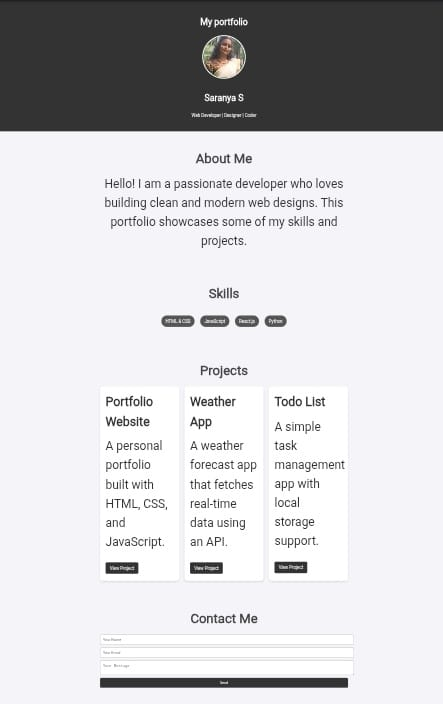 My portfolio
Saranya S
Web Developer | Designer | Coder
About Me
Hello! I am a passionate developer who loves
building clean and modern web designs. This
portfolio showcases some of my skills and
projects.
Skills
HTML & CSS JavaScript React.js Python
Projects
Portfolio
Website
A personal
portfolio
built with
HTML, CSS,
and
JavaScript.
View Project
Weather
App
A weather
forecast app
that fetches
real-time
data using
an API.
View Project
Todo List
A simple
task
management
app with
local
storage
support.
View Project
Contact Me
Your Name
Your Email
Your Message
Send